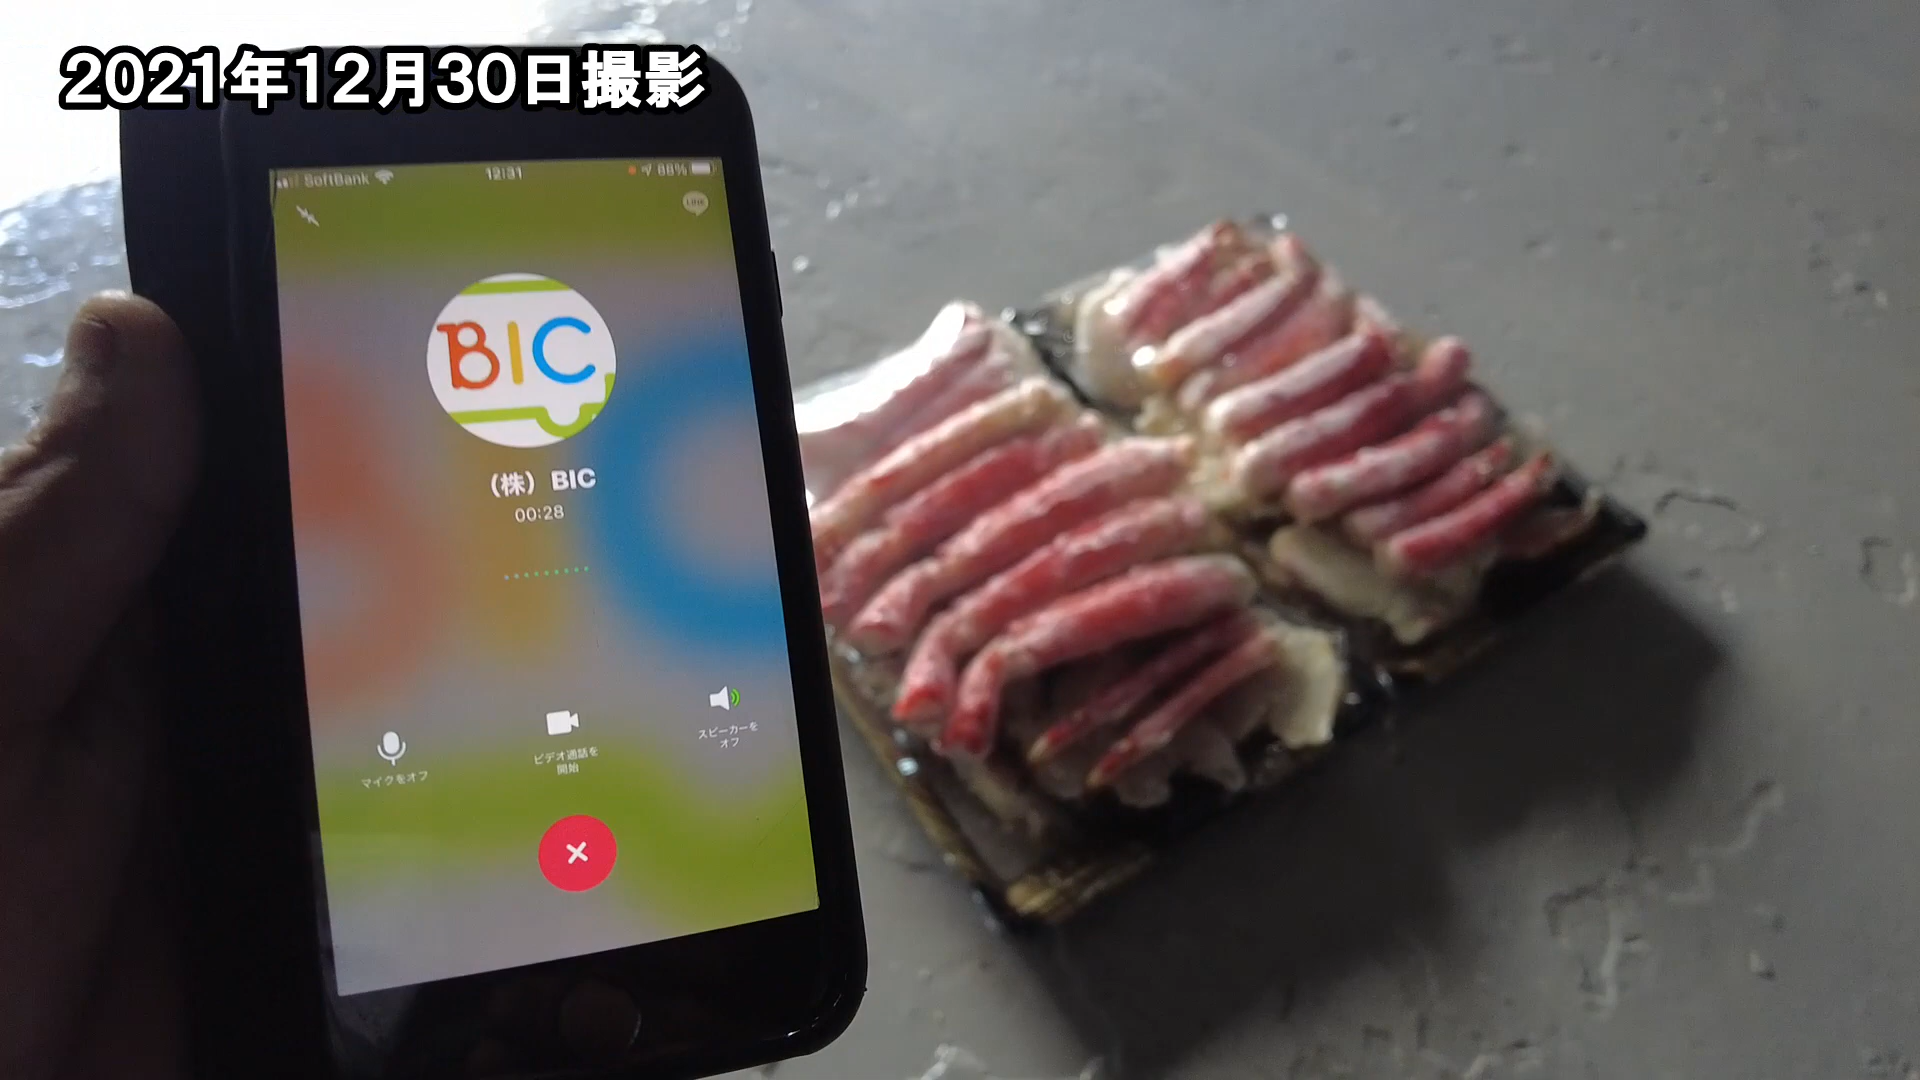 2021年12月30日撮影
SoftBank 12:31 88%
LINE
BIC
(株) BIC
00:28
マイクをオフ
ビデオ通話を
開始
スピーカーを
オフ